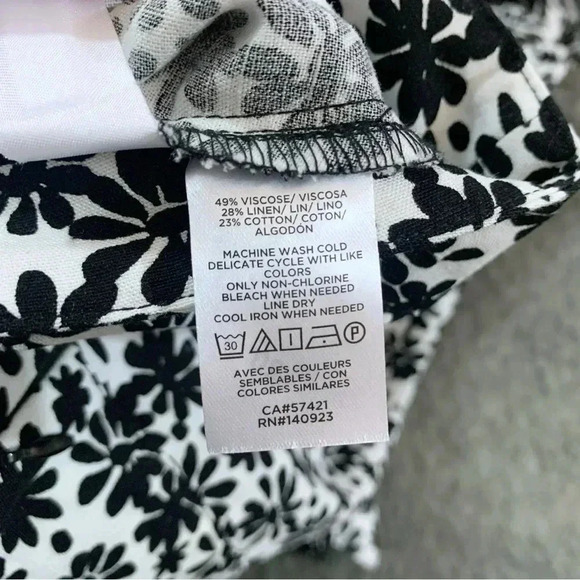 49% VISCOSE/ VISCOSA
28% LINEN/ LIN/ LINO
23% COTTON/ COTON/
ALGODÓN
MACHINE WASH COLD
DELICATE CYCLE WITH LIKE
COLORS
ONLY NON-CHLORINE
BLEACH WHEN NEEDED
LINE DRY
COOL IRON WHEN NEEDED
30 P
AVEC DES COULEURS
SEMBLABLES / CON
COLORES SIMILARES
CA#57421
RN#140923